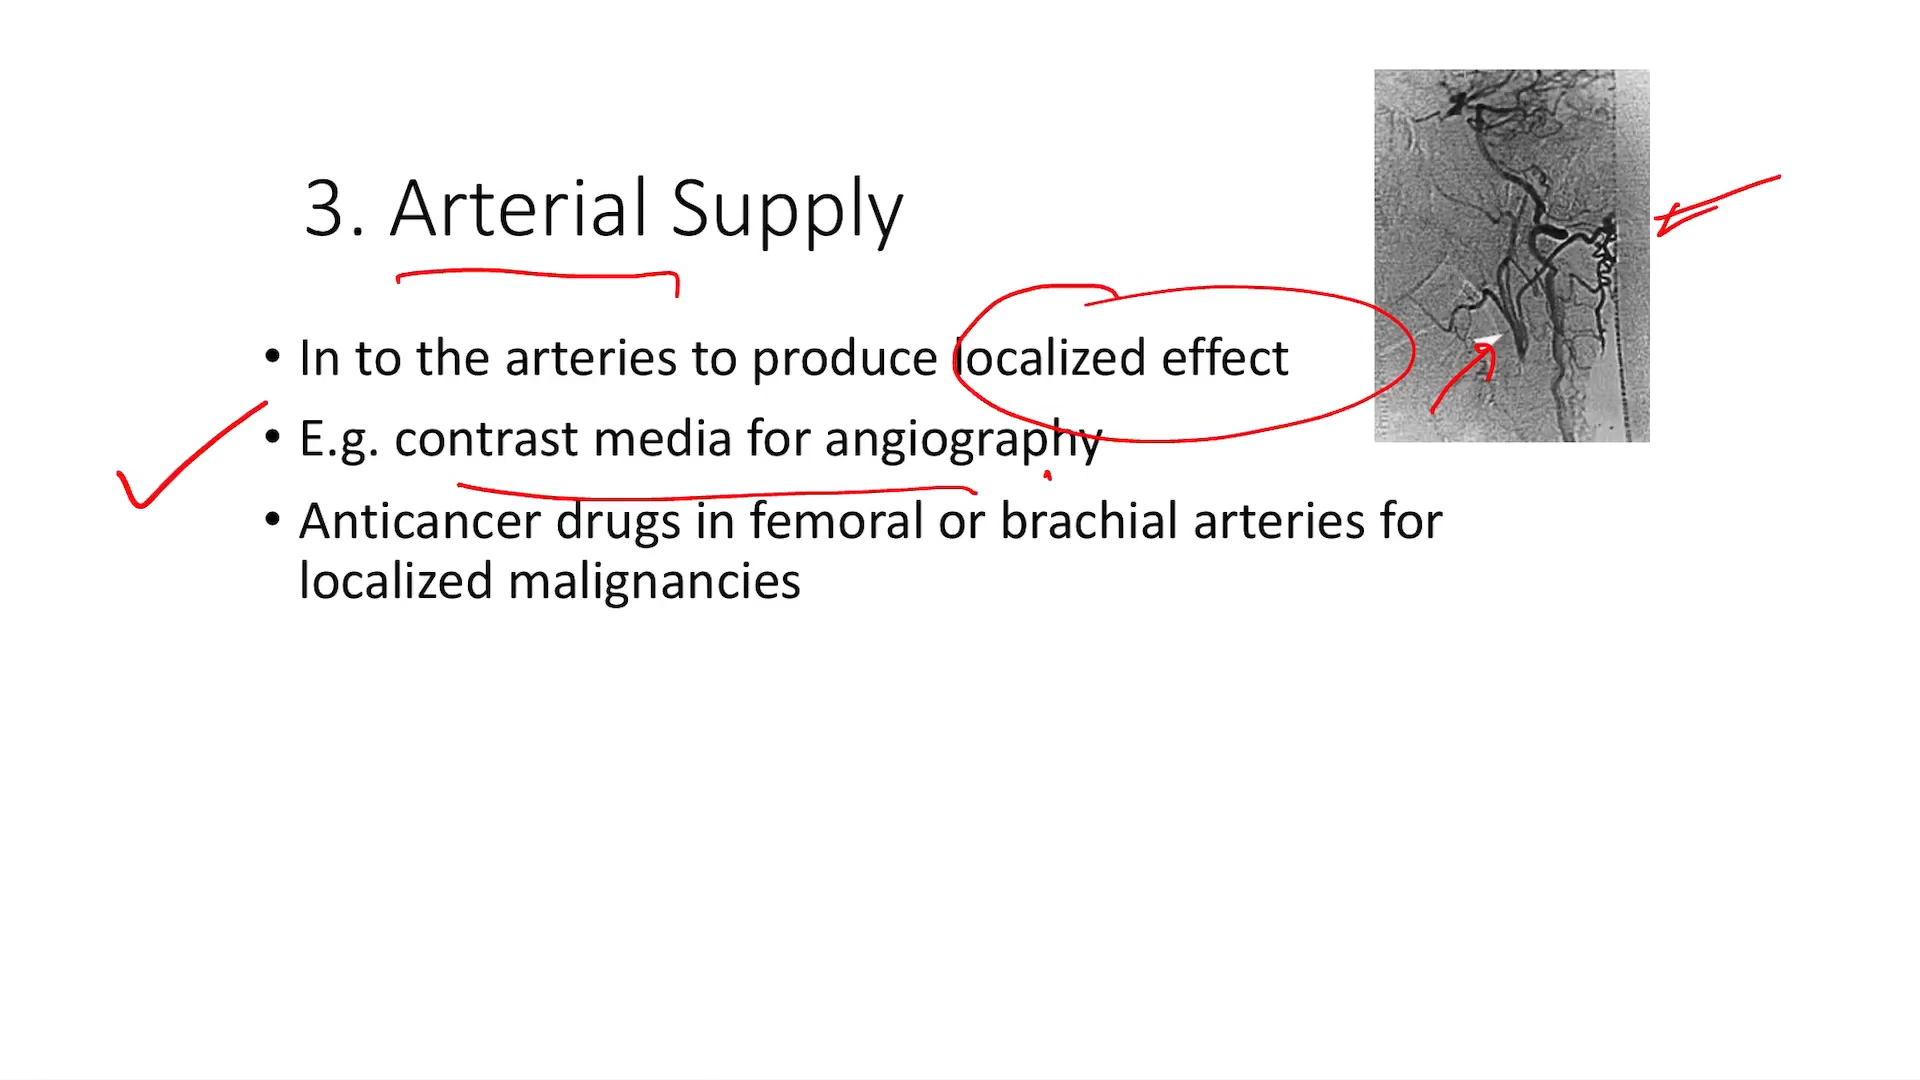 3. Arterial Supply
• In to the arteries to produce localized effect
• E.g. contrast media for angiography
• Anticancer drugs in femoral or brachial arteries for
localized malignancies